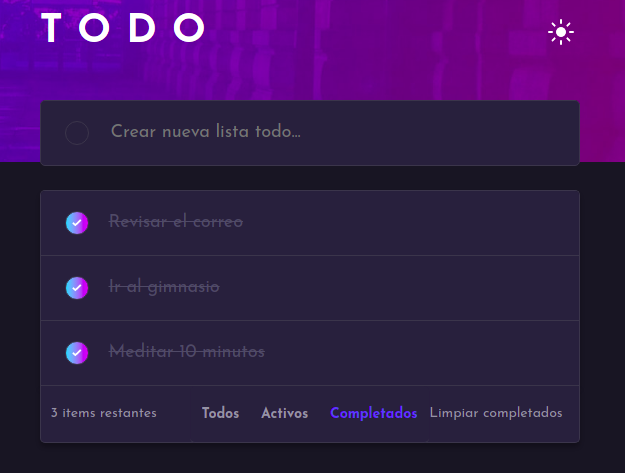 TODO
Crear nueva lista todo...
Revisar el correo
Ir al gimnasio
Meditar 10 minutos
3 items restantes Todos Activos Completados Limpiar completados